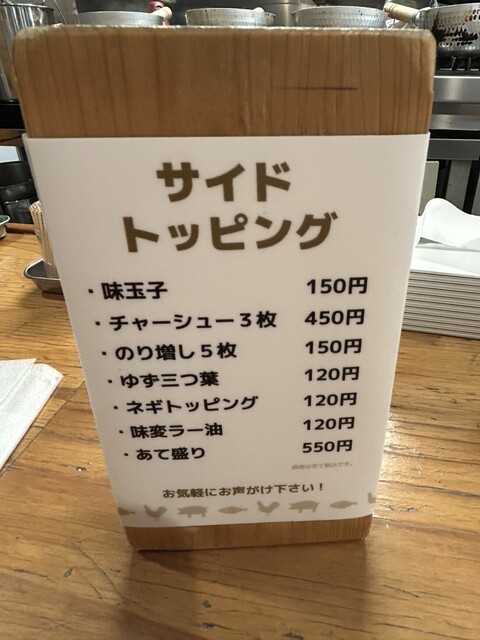 サイド
トッピング
・味玉子 150円
・チャーシュー3枚 450円
・のり増し5枚 150円
・ゆず三つ葉 120円
・ネギトッピング 120円
・味変ラー油 120円
・あて盛り 550円
お気軽にお声がけ下さい！